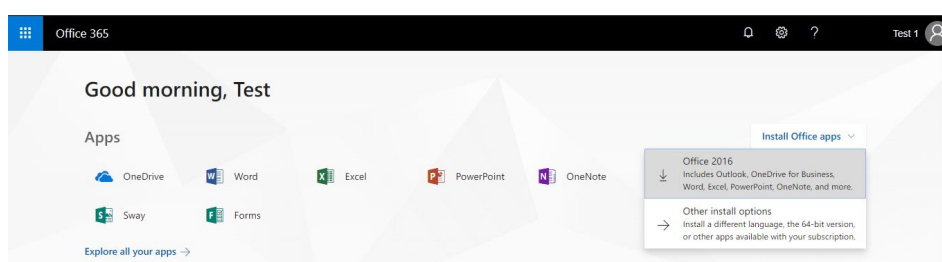 Office 365
?
Test 1
Good morning, Test
Apps
Install Office apps
OneDrive
Word
Excel
PowerPoint
OneNote
Sway
Forms
Explore all your apps →
Office 2016
Includes Outlook, OneDrive for Business,
Word, Excel, PowerPoint, OneNote, and more.
Other install options
Install a different language, the 64-bit version,
or other apps available with your subscription.